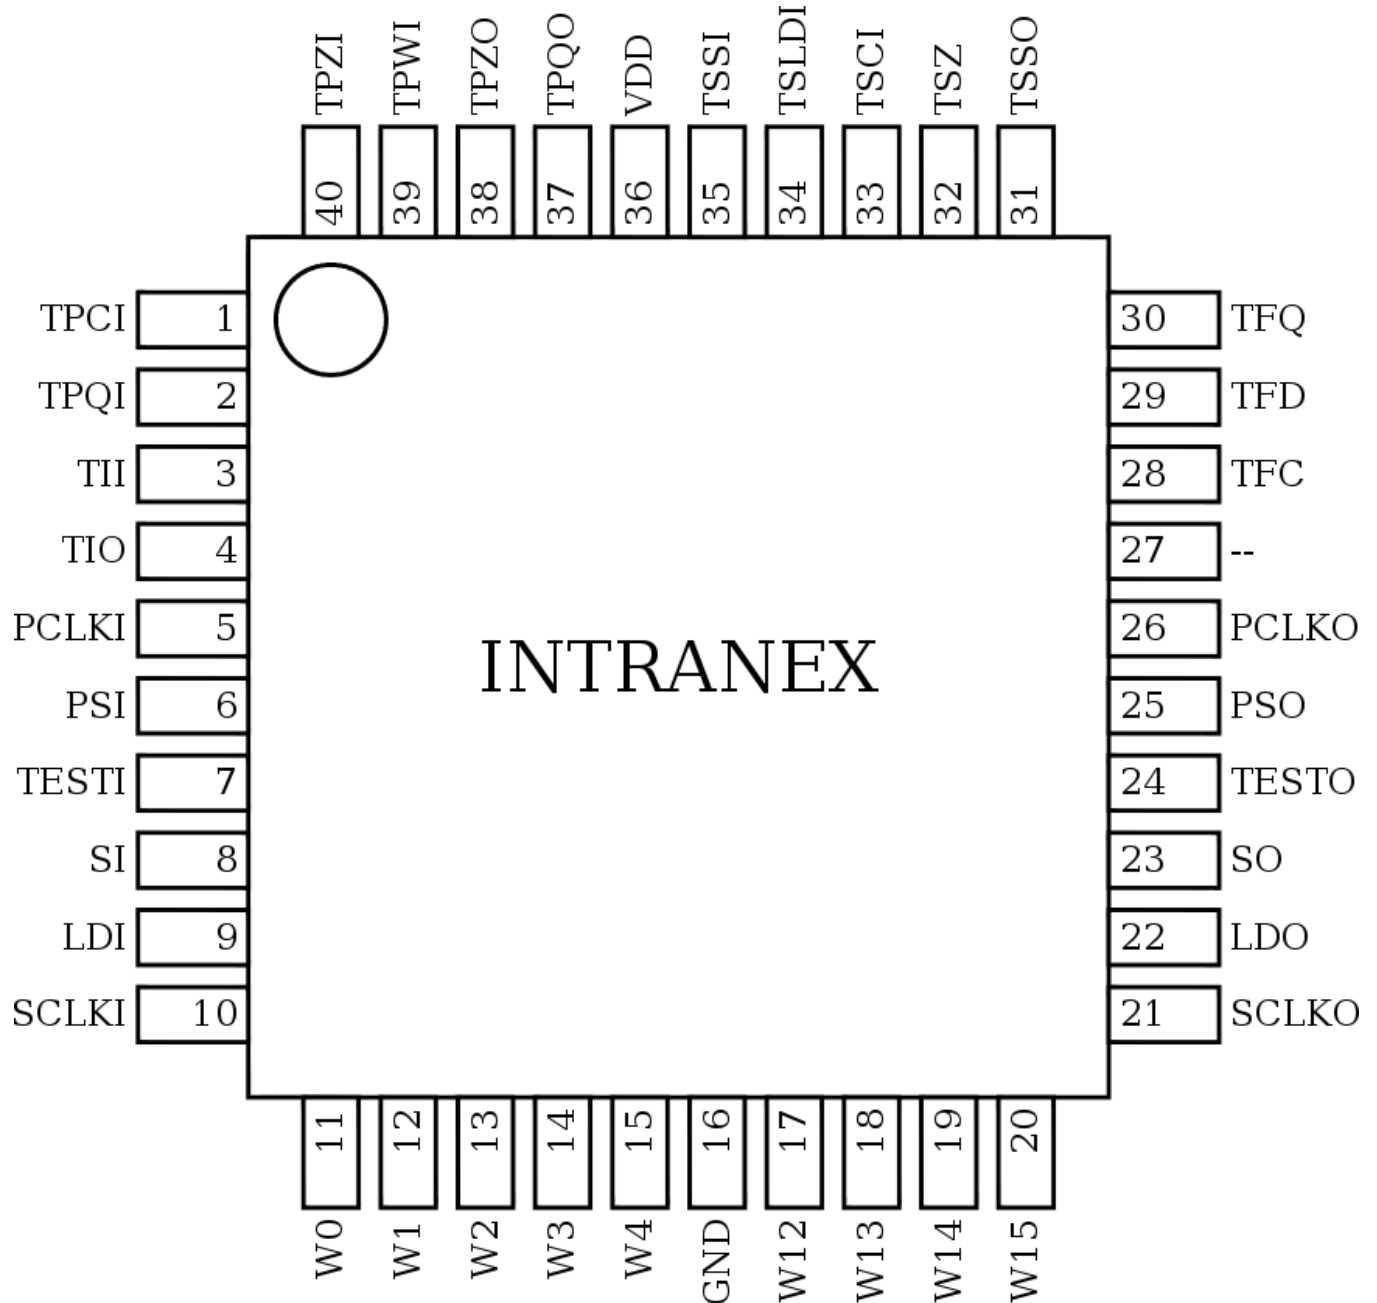 TPZI TPWI TPZO TPQO VDD TSSI TSLDI TSCI TSZ TSSO
40 39 38 37 36 35 34 33 32 31
TPCI 1 30 TFQ
TPQI 2 29 TFD
TII 3 28 TFC
TIO 4 27 --
PCLKI 5 26 PCLKO
INTRANEX
PSI 6 25 PSO
TESTI 7 24 TESTO
SI 8 23 SO
LDI 9 22 LDO
SCLKI 10 21 SCLKO
11 12 13 14 15 16 17 18 19 20
W0 W1 W2 W3 W4 GND W12 W13 W14 W15